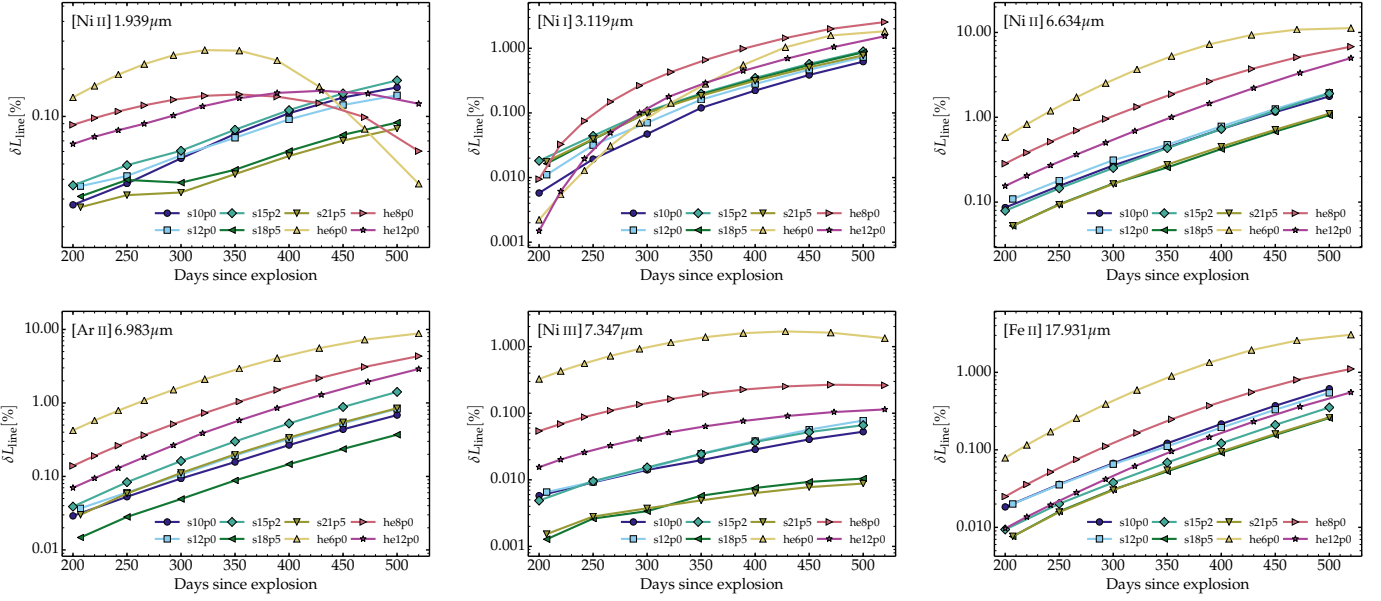 [Ni II] 1.939μm
δL_line[%]
0.10
200 250 300 350 400 450 500
Days since explosion
s10p0 s15p2 s21p5 he8p0
s12p0 s18p5 he6p0 he12p0
[Ni I] 3.119μm
δL_line[%]
1.000
0.100
0.010
0.001
200 250 300 350 400 450 500
Days since explosion
s10p0 s15p2 s21p5 he8p0
s12p0 s18p5 he6p0 he12p0
[Ni II] 6.634μm
δL_line[%]
10.00
1.00
0.10
200 250 300 350 400 450 500
Days since explosion
s10p0 s15p2 s21p5 he8p0
s12p0 s18p5 he6p0 he12p0
[Ar II] 6.983μm
δL_line[%]
10.00
1.00
0.10
0.01
200 250 300 350 400 450 500
Days since explosion
s10p0 s15p2 s21p5 he8p0
s12p0 s18p5 he6p0 he12p0
[Ni III] 7.347μm
δL_line[%]
1.000
0.100
0.010
0.001
200 250 300 350 400 450 500
Days since explosion
s10p0 s15p2 s21p5 he8p0
s12p0 s18p5 he6p0 he12p0
[Fe II] 17.931μm
δL_line[%]
1.000
0.100
0.010
200 250 300 350 400 450 500
Days since explosion
s10p0 s15p2 s21p5 he8p0
s12p0 s18p5 he6p0 he12p0